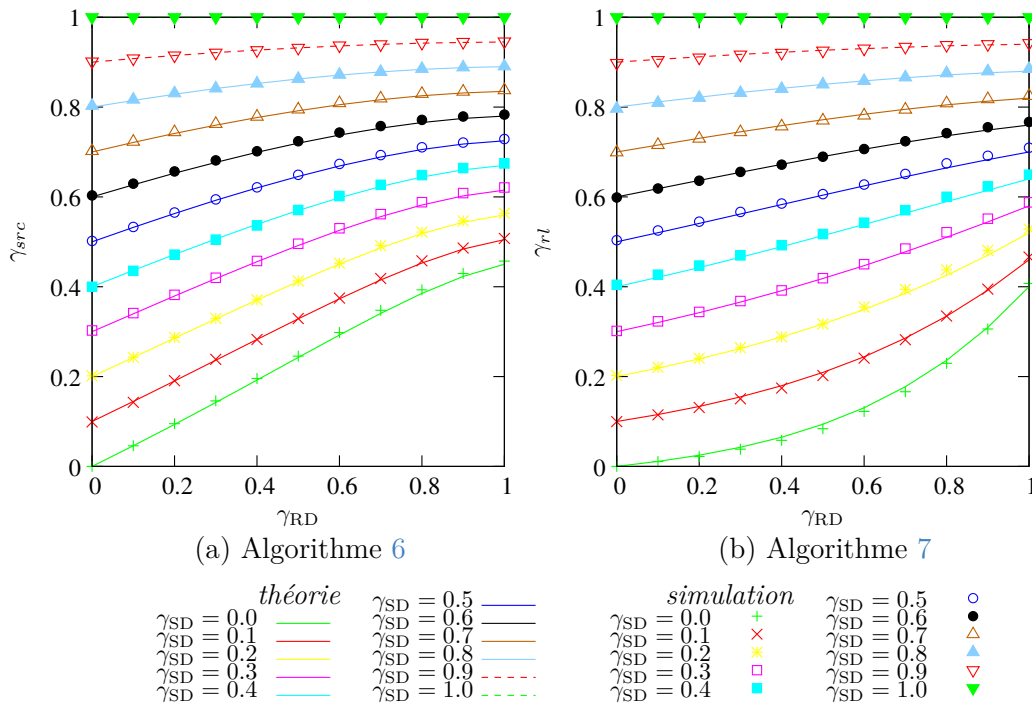 1
0.8
0.6
0.4
0.2
0
γsrc
0 0.2 0.4 0.6 0.8 1
γRD
(a) Algorithme 6
1
0.8
0.6
0.4
0.2
0
γrl
0 0.2 0.4 0.6 0.8 1
γRD
(b) Algorithme 7
théorie
γSD = 0.0
γSD = 0.1
γSD = 0.2
γSD = 0.3
γSD = 0.4
γSD = 0.5
γSD = 0.6
γSD = 0.7
γSD = 0.8
γSD = 0.9
γSD = 1.0
simulation
γSD = 0.0
γSD = 0.1
γSD = 0.2
γSD = 0.3
γSD = 0.4
γSD = 0.5
γSD = 0.6
γSD = 0.7
γSD = 0.8
γSD = 0.9
γSD = 1.0